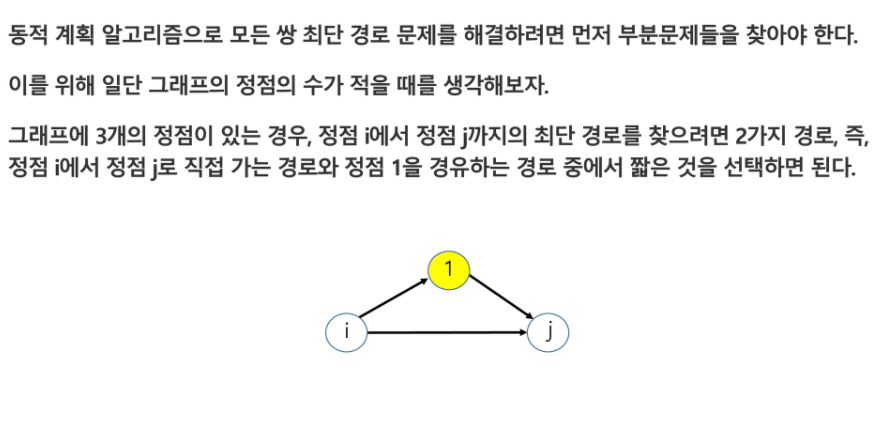 동적 계획 알고리즘으로 모든 쌍 최단 경로 문제를 해결하려면 먼저 부분문제들을 찾아야 한다.
이를 위해 일단 그래프의 정점의 수가 적을 때를 생각해보자.
그래프에 3개의 정점이 있는 경우, 정점 i에서 정점 j까지의 최단 경로를 찾으려면 2가지 경로, 즉,
정점 i에서 정점 j로 직접 가는 경로와 정점 1을 경유하는 경로 중에서 짧은 것을 선택하면 된다.
1
i
j